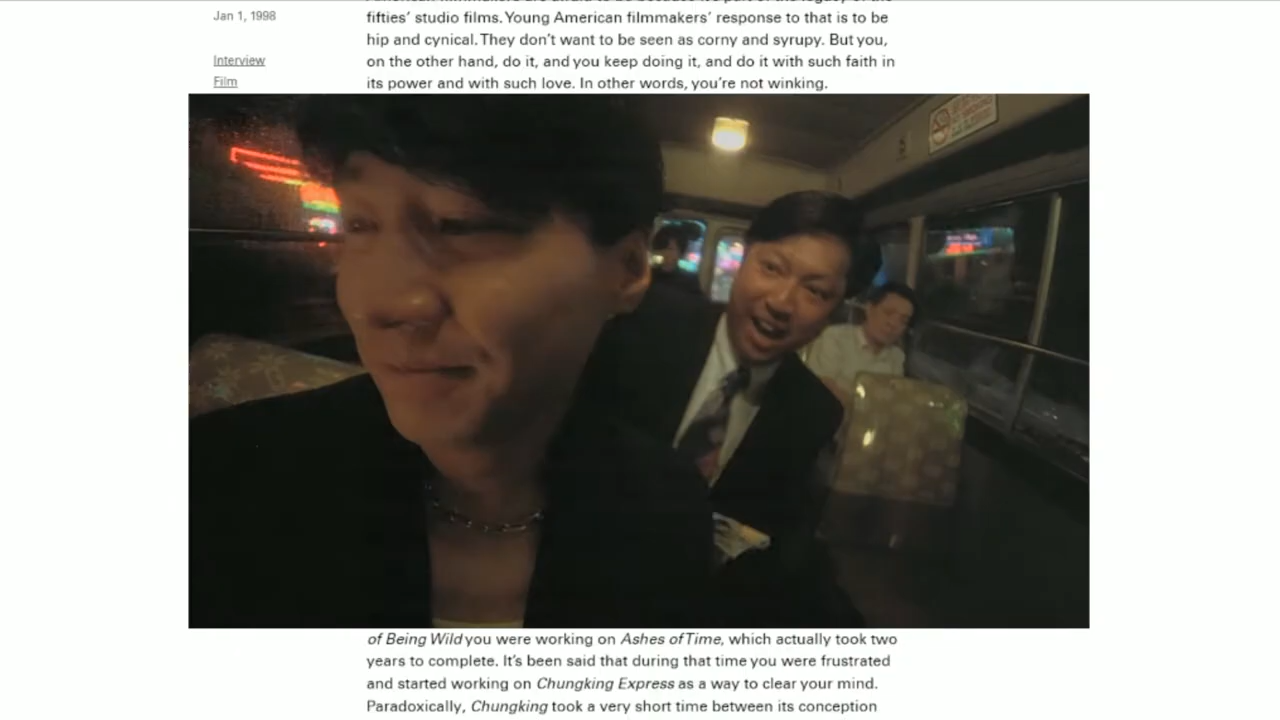 Jan 1, 1998
Interview
Film
fifties’ studio films. Young American filmmakers’ response to that is to be
hip and cynical. They don’t want to be seen as corny and syrupy. But you,
on the other hand, do it, and you keep doing it, and do it with such faith in
its power and with such love. In other words, you’re not winking.
of Being Wild you were working on Ashes of Time, which actually took two
years to complete. It’s been said that during that time you were frustrated
and started working on Chungking Express as a way to clear your mind.
Paradoxically, Chungking took a very short time between its conception